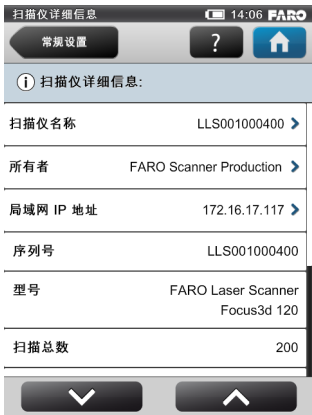 扫描仪详细信息 14:06 FARO
常规设置 ?
i 扫描仪详细信息:
扫描仪名称 LLS001000400
所有者 FARO Scanner Production
局域网 IP 地址 172.16.17.117
序列号 LLS001000400
型号 FARO Laser Scanner
Focus3d 120
扫描总数 200